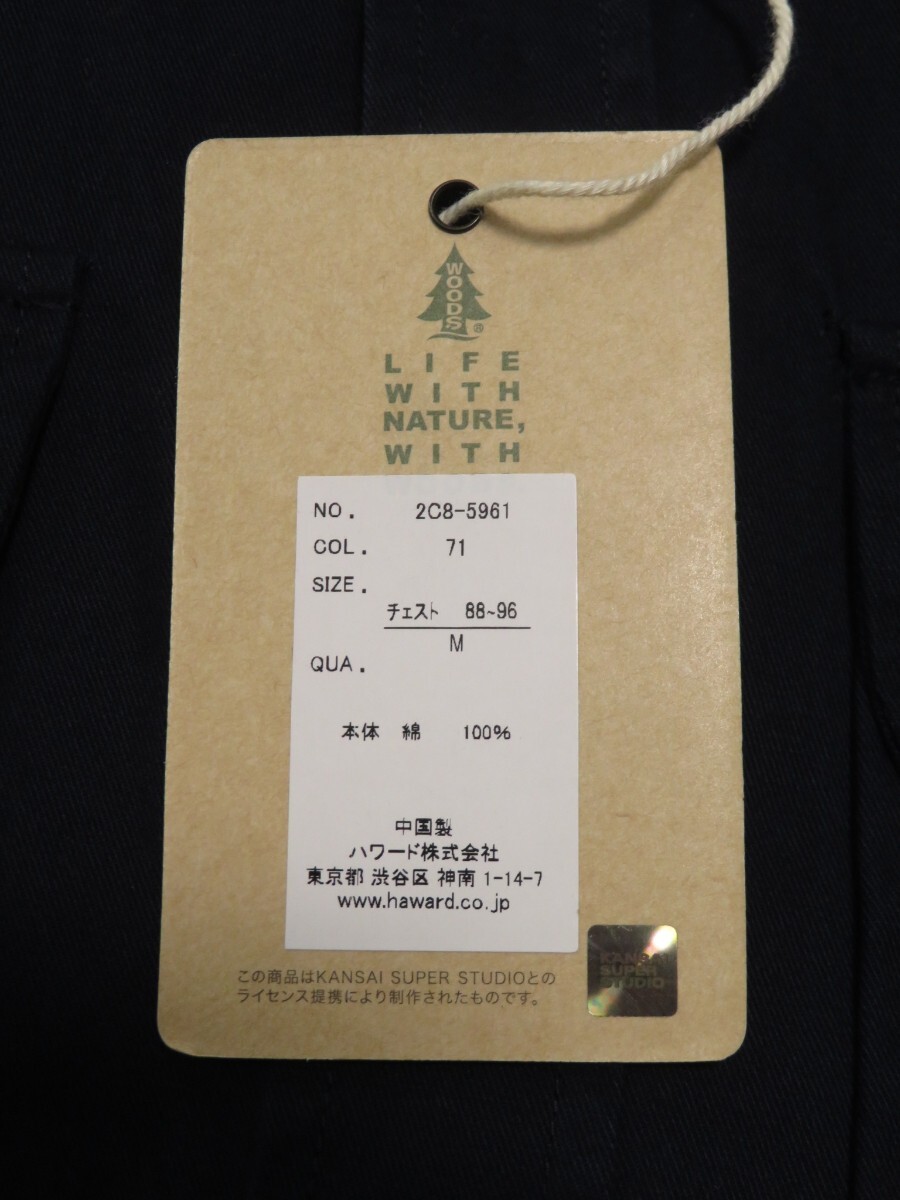 WOODS
®
LIFE
WITH
NATURE,
WITH
NO. 2C8-5961
COL. 71
SIZE.
チェスト 88~96
M
QUA.
本体 綿 100%
中国製
ハワード株式会社
東京都 渋谷区 神南 1-14-7
www.haward.co.jp
この商品はKANSAI SUPER STUDIOとの
ライセンス提携により制作されたものです。
KANSAI
SUPER
STUDIO